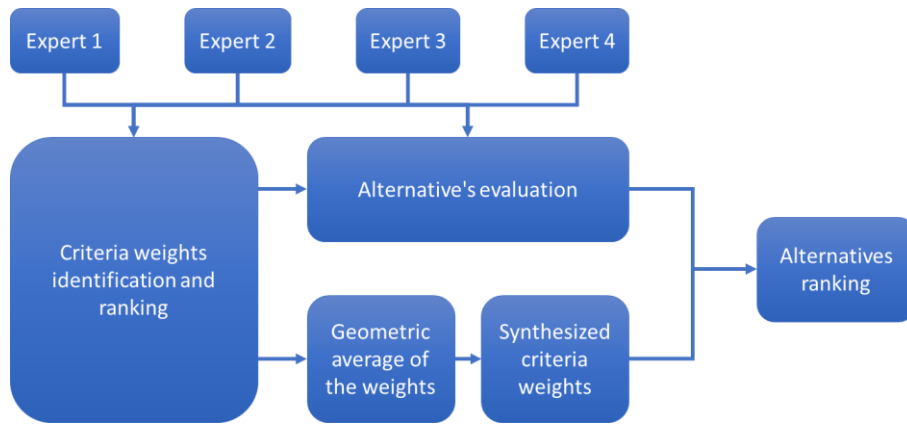 Expert 1
Expert 2
Expert 3
Expert 4
Criteria weights
identification and
ranking
Alternative's evaluation
Geometric
average of
the weights
Synthesized
criteria
weights
Alternatives
ranking